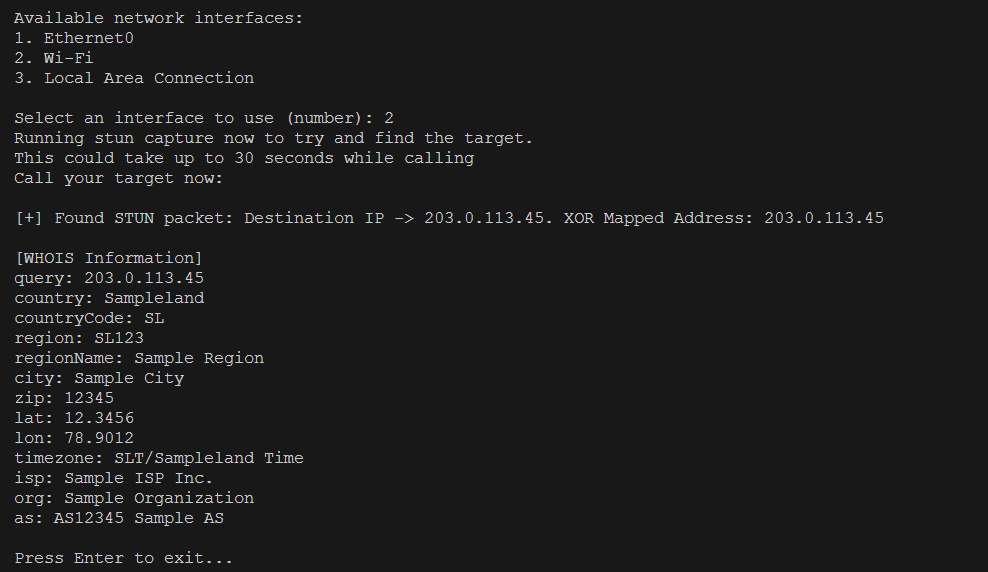 Available network interfaces:
1. Ethernet0
2. Wi-Fi
3. Local Area Connection
Select an interface to use (number): 2
Running stun capture now to try and find the target.
This could take up to 30 seconds while calling
Call your target now:
[+] Found STUN packet: Destination IP -> 203.0.113.45. XOR Mapped Address: 203.0.113.45
[WHOIS Information]
query: 203.0.113.45
country: Sampleland
countryCode: SL
region: SL123
regionName: Sample Region
city: Sample City
zip: 12345
lat: 12.3456
lon: 78.9012
timezone: SLT/Sampleland Time
isp: Sample ISP Inc.
org: Sample Organization
as: AS12345 Sample AS
Press Enter to exit...